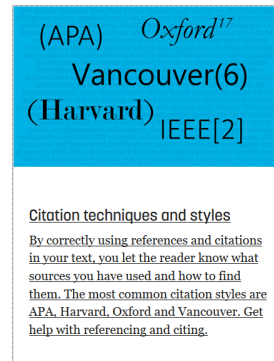 (APA) Oxford17
Vancouver(6)
(Harvard)
IEEE[2]
Citation techniques and styles
By correctly using references and citations
in your text, you let the reader know what
sources you have used and how to find
them. The most common citation styles are
APA, Harvard, Oxford and Vancouver. Get
help with referencing and citing.